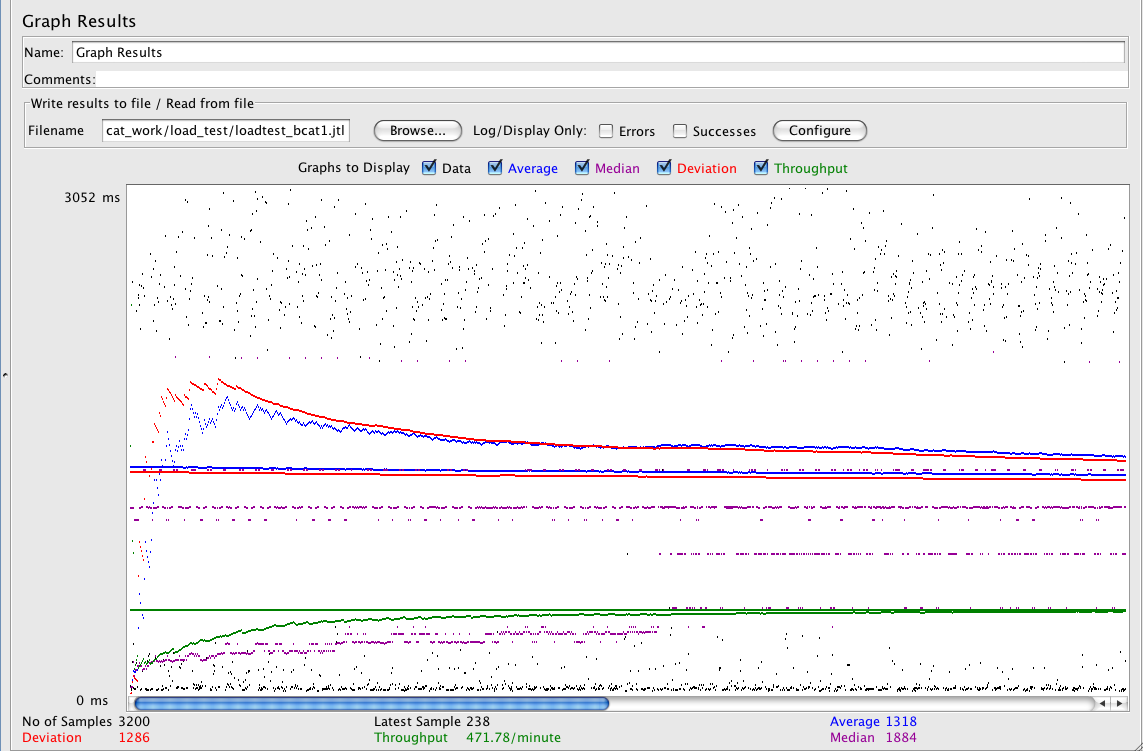 Graph Results
Name: Graph Results
Comments:
Write results to file / Read from file
Filename cat_work/load_test/loadtest_bcat1.jtl Browse... Log/Display Only: Errors Successes Configure
Graphs to Display Data Average Median Deviation Throughput
3052 ms
0 ms
No of Samples 3200 Latest Sample 238 Average 1318
Deviation 1286 Throughput 471.78/minute Median 1884